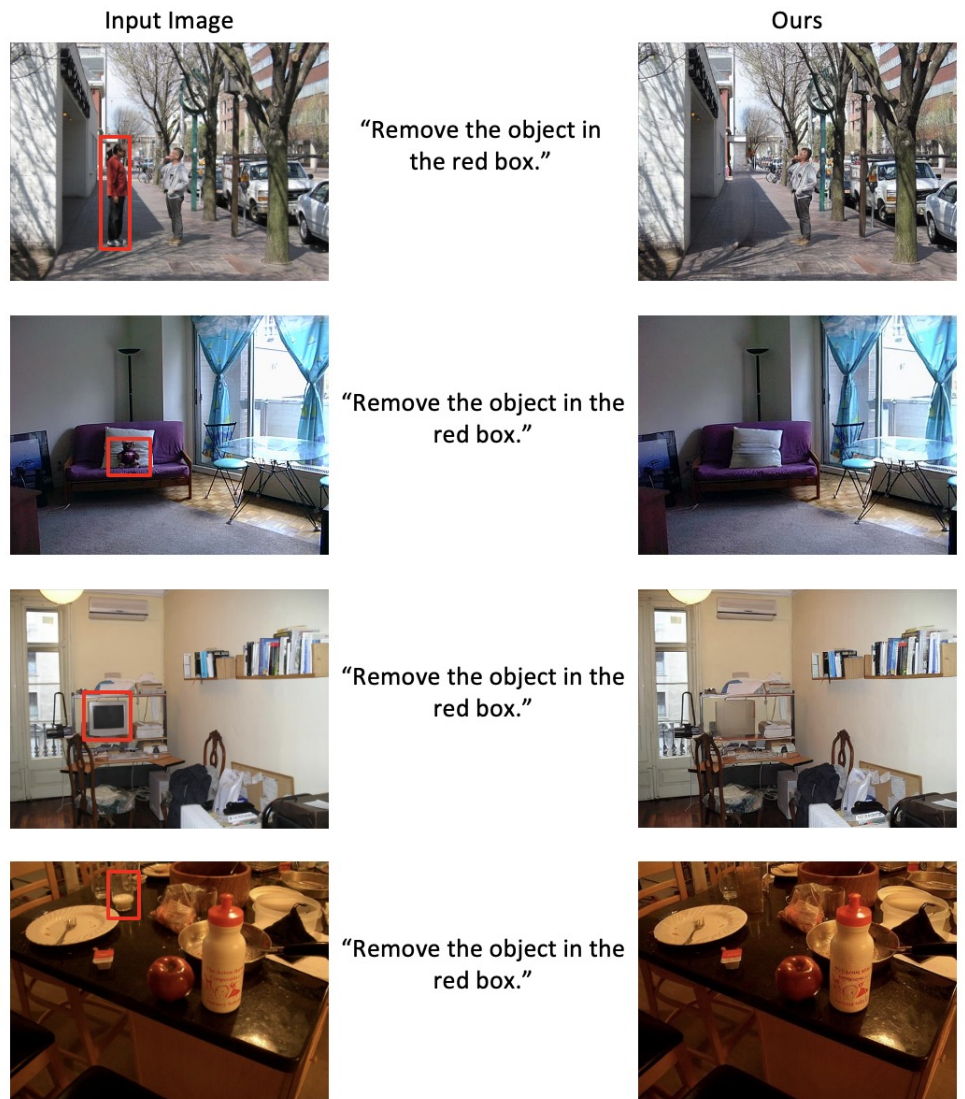 Input Image
Ours
“Remove the object in
the red box.”
“Remove the object in the
red box.”
“Remove the object in the
red box.”
“Remove the object in the
red box.”